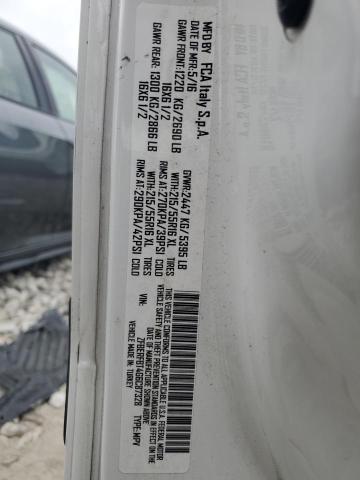 MFD BY FCA Italy S.p.A.
DATE OF MFR:5/16 GVWR:2447 KG/5395 LB
GAWR FRONT:1220 KG/2690 LB WITH:215/55R16 XL TIRES
16X6 1/2 RIMS AT:270KPA/39PSI COLD
GAWR REAR: 1300 KG/2866 LB WITH:215/55R16 XL TIRES
16X6 1/2 RIMS AT:290KPA/42PSI COLD
THIS VEHICLE CONFORMS TO ALL APPLICABLE U.S.A. FEDERAL MOTOR
VEHICLE SAFETY AND THEFT PREVENTION
STANDARDS IN EFFECT ON THE DATE OF MANUFACTURE SHOWN ABOVE.
VIN: TYPE:MPV
MADE IN: TURKEY